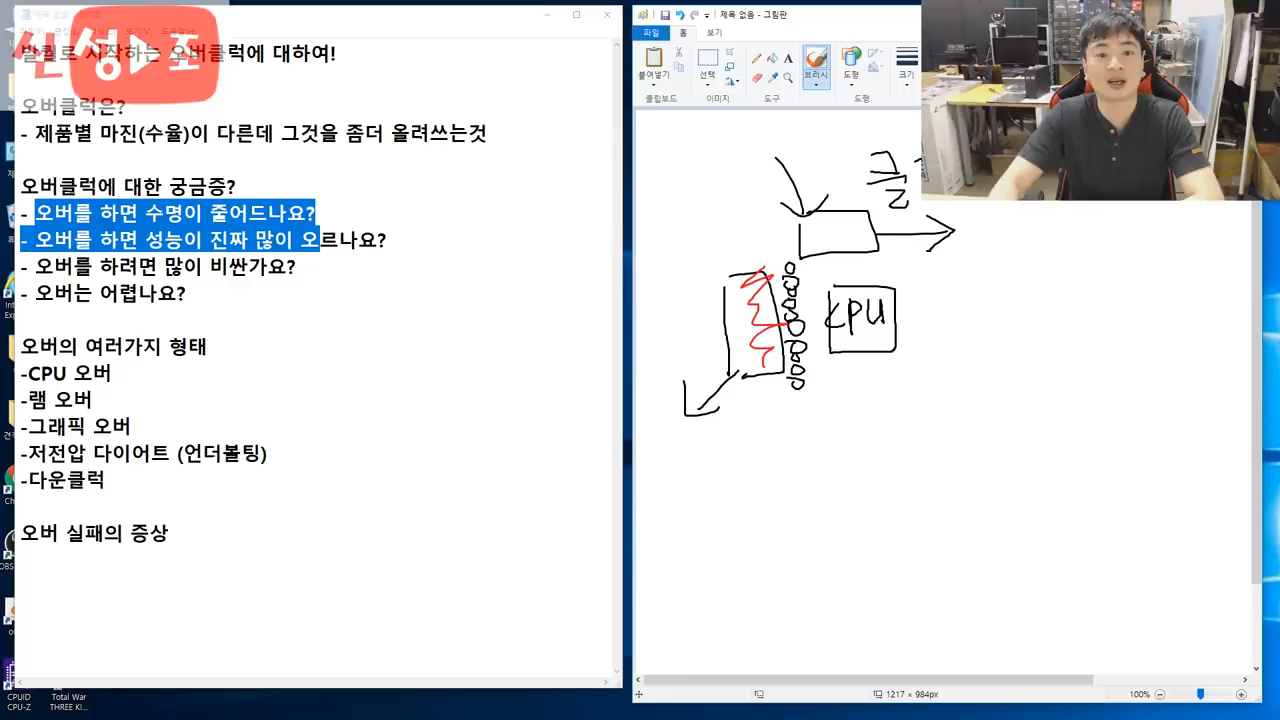 신성조
발퀄로 시작하는 오버클럭에 대하여!
오버클럭은?
- 제품별 마진(수율)이 다른데 그것을 좀더 올려쓰는것
오버클럭에 대한 궁금증?
- 오버를 하면 수명이 줄어드나요?
- 오버를 하면 성능이 진짜 많이 오르나요?
- 오버를 하려면 많이 비싼가요?
- 오버는 어렵나요?
오버의 여러가지 형태
-CPU 오버
-램 오버
-그래픽 오버
-저전압 다이어트 (언더볼팅)
-다운클럭
오버 실패의 증상
CPUID
CPU-Z
Total War
THREE KI...
제목 없음 - 그림판
파일
홈
보기
붙여넣기
클립보드
선택
이미지
도구
브러시
도형
도형
크기
CPU
1217 × 984px
100%